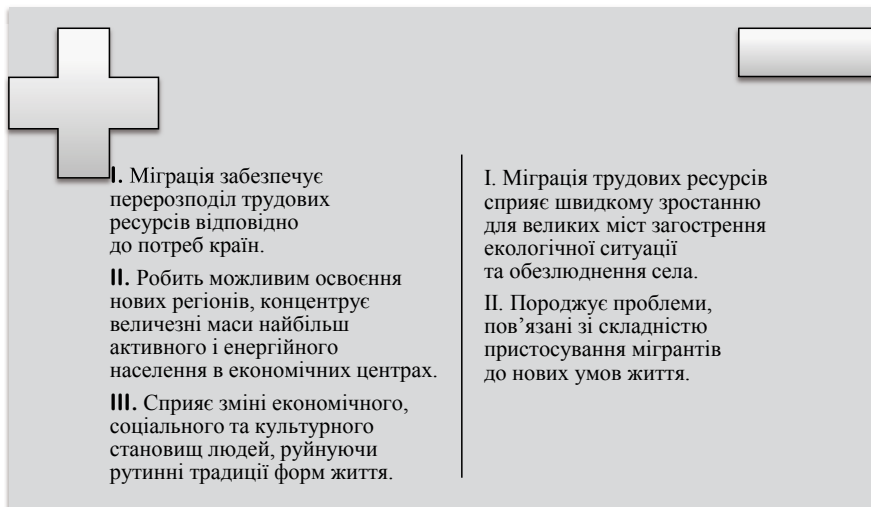 І. Міграція забезпечує
перерозподіл трудових
ресурсів відповідно
до потреб країн.
ІІ. Робить можливим освоєння
нових регіонів, концентрує
величезні маси найбільш
активного і енергійного
населення в економічних центрах.
ІІІ. Сприяє зміні економічного,
соціального та культурного
становищ людей, руйнуючи
рутинні традиції форм життя.
І. Міграція трудових ресурсів
сприяє швидкому зростанню
для великих міст загострення
екологічної ситуації
та обезлюднення села.
ІІ. Породжує проблеми,
пов’язані зі складністю
пристосування мігрантів
до нових умов життя.